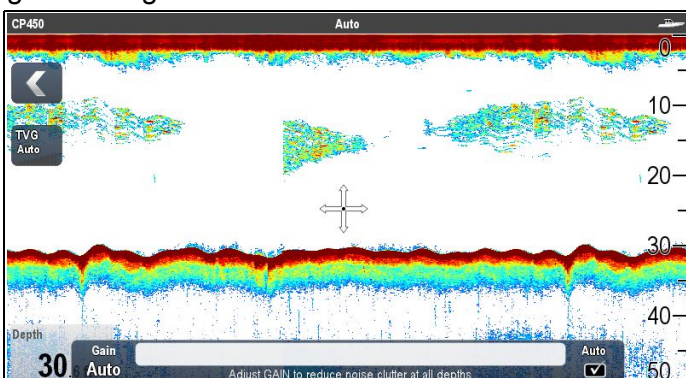 CP450
Auto
0
10
TVG
Auto
20
30
40
Depth
Gain
Auto
30.6
Auto
Adjust GAIN to reduce noise clutter at all depths
50